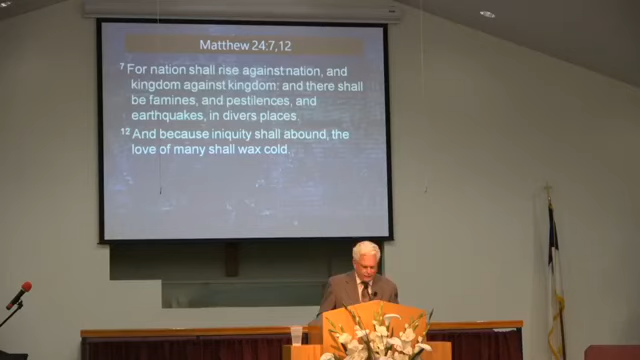 Matthew 24:7,12
7 For nation shall rise against nation, and
kingdom against kingdom: and there shall
be famines, and pestilences, and
earthquakes, in divers places.
12 And because iniquity shall abound, the
love of many shall wax cold.